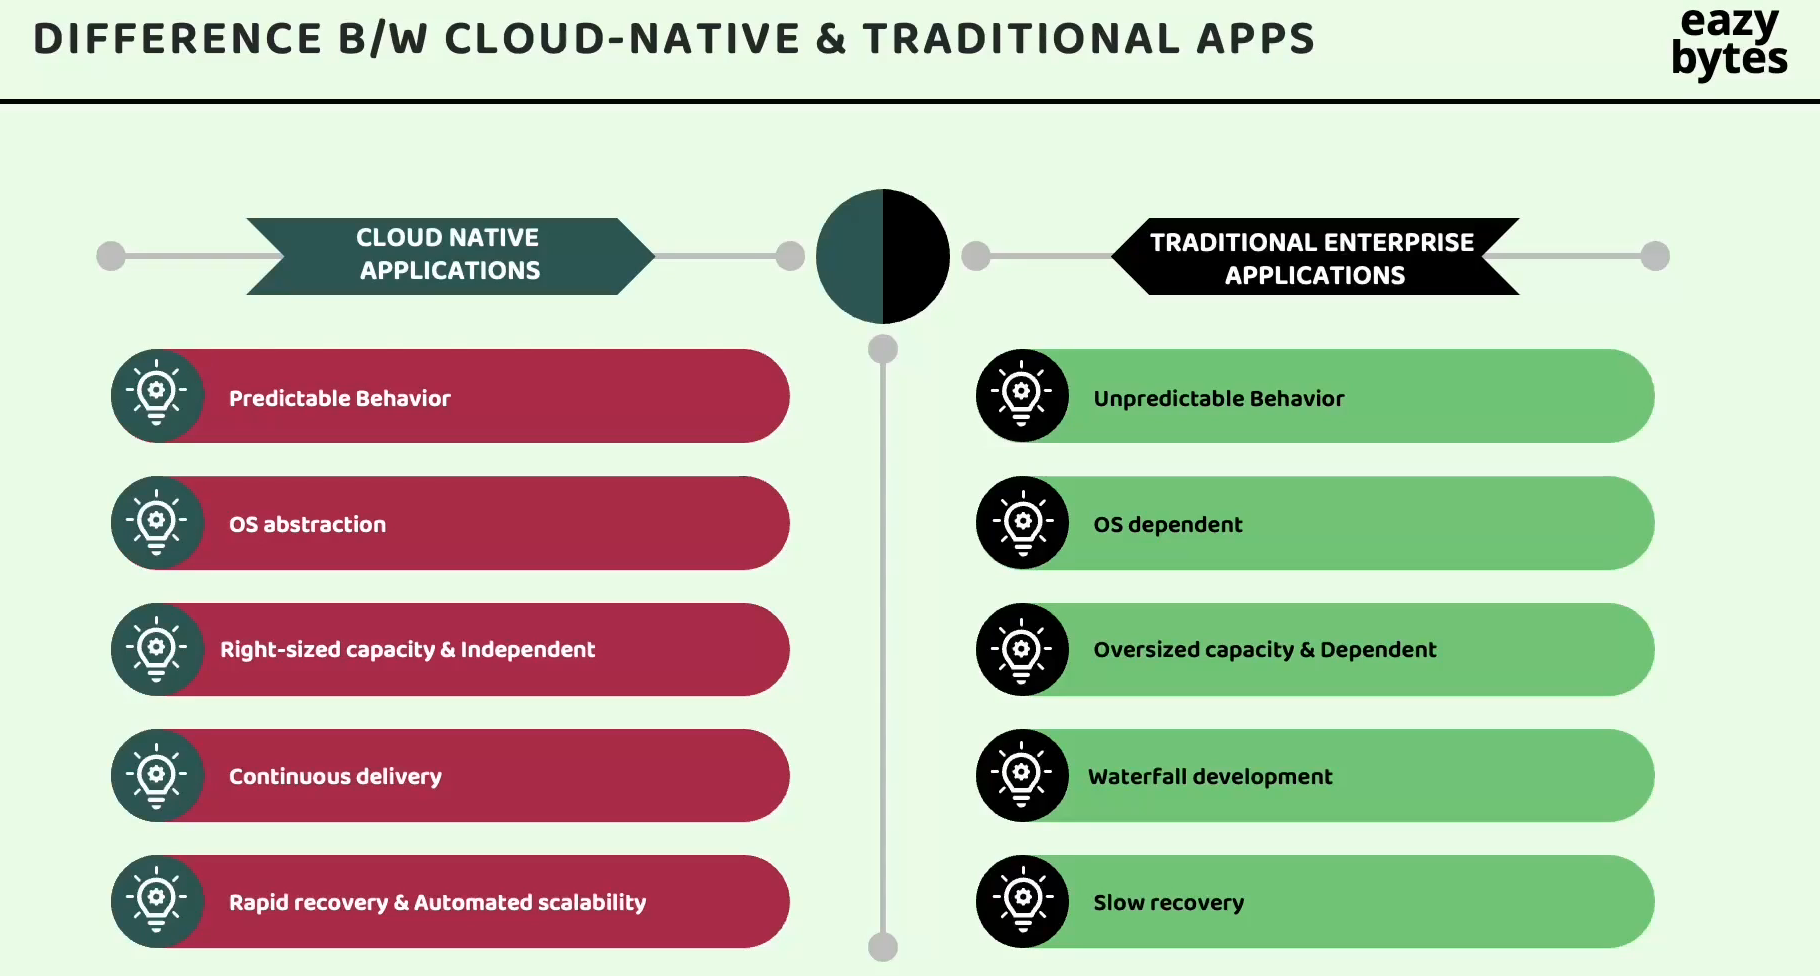 DIFFERENCE B/W CLOUD-NATIVE & TRADITIONAL APPS
eazy
bytes
CLOUD NATIVE
APPLICATIONS
TRADITIONAL ENTERPRISE
APPLICATIONS
Predictable Behavior
Unpredictable Behavior
OS abstraction
OS dependent
Right-sized capacity & Independent
Oversized capacity & Dependent
Continuous delivery
Waterfall development
Rapid recovery & Automated scalability
Slow recovery